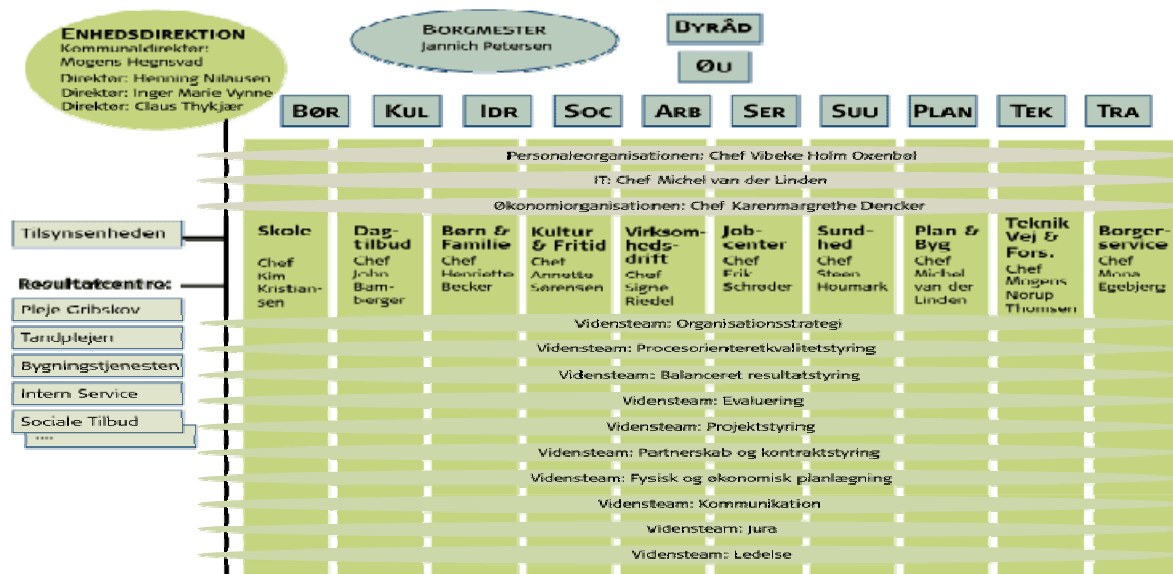 ENHEDSDIREKTION
Kommunaldirektør:
Mogens Hegnsvad
Direktør: Henning Nilausen
Direktør: Inger Marie Vynne
Direktør: Claus Thykjær
BORGMESTER
Jannich Petersen
BYRÅD
ØU
BØR
KUL
IDR
SOC
ARB
SER
SUU
PLAN
TEK
TRA
Personaleorganisationen: Chef Vibeke Holm Oxenbøl
IT: Chef Michel van der Linden
Økonomiorganisationen: Chef Karenmargrethe Dencker
Tilsynsenheden
Resultatcentre:
Pleje Gribskov
Tandplejen
Bygningstjenesten
Intern Service
Sociale Tilbud
....
Skole
Chef
Kim
Kristian-
sen
Dag-
tilbud
Chef
John
Bam-
berger
Børn &
Familie
Chef
Henriette
Becker
Kultur
& Fritid
Chef
Annette
Sørensen
Virksom-
heds-
drift
Chef
Signe
Riedel
Job-
center
Chef
Erik
Schrøder
Sund-
hed
Chef
Steen
Houmark
Plan &
Byg
Chef
Michel
van der
Linden
Teknik
Vej &
Fors.
Chef
Mogens
Norup
Thomsen
Borger-
service
Chef
Mona
Egebjerg
Vidensteam: Organisationsstrategi
Vidensteam: Procesorienteretkvalitetstyring
Vidensteam: Balanceret resultatstyring
Vidensteam: Evaluering
Vidensteam: Projektstyring
Vidensteam: Partnerskab og kontraktstyring
Vidensteam: Fysisk og økonomisk planlægning
Vidensteam: Kommunikation
Vidensteam: Jura
Vidensteam: Ledelse